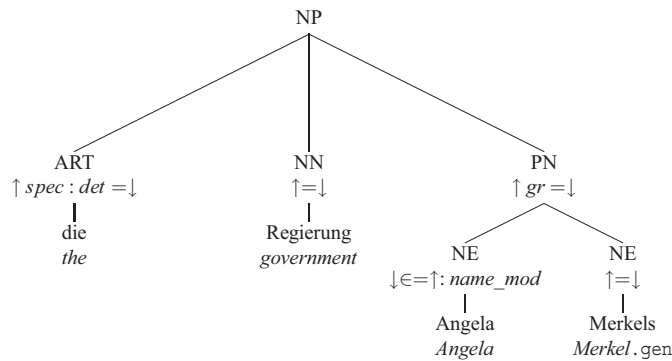 NP
ART NN PN
↑ spec : det =↓ ↑=↓ ↑ gr =↓
die Regierung NE NE
the government ↓∈=↑: name_mod ↑=↓
Angela Merkels
Angela Merkel.gen